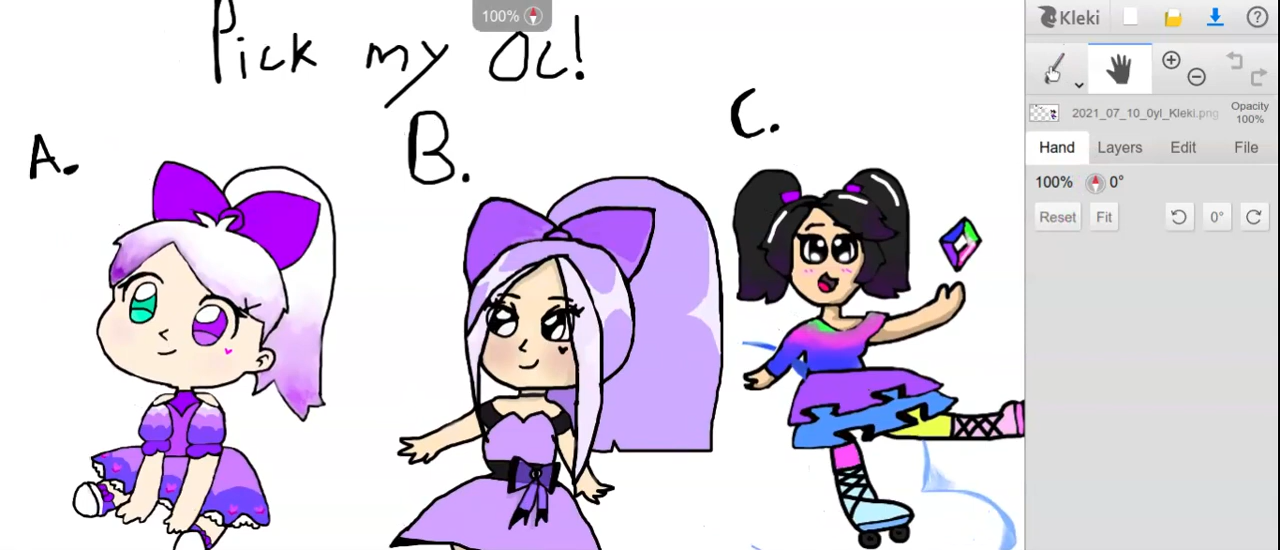 Pick my Oc!
A.
B.
C.
100%
Kleki
2021_07_10_0yl_Kleki.png
Opacity
100%
Hand Layers Edit File
100% 0°
Reset Fit 0°